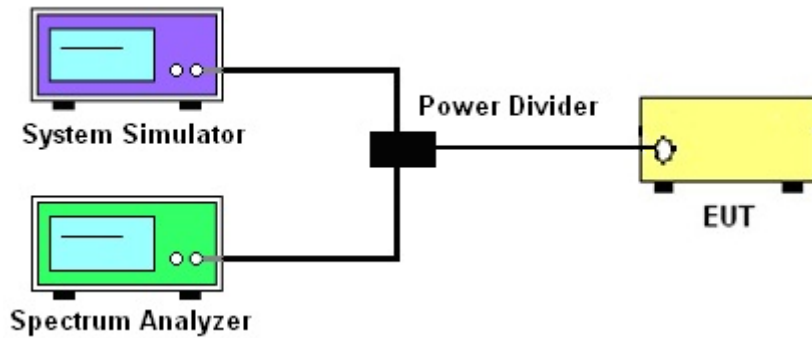 System Simulator
Power Divider
EUT
Spectrum Analyzer